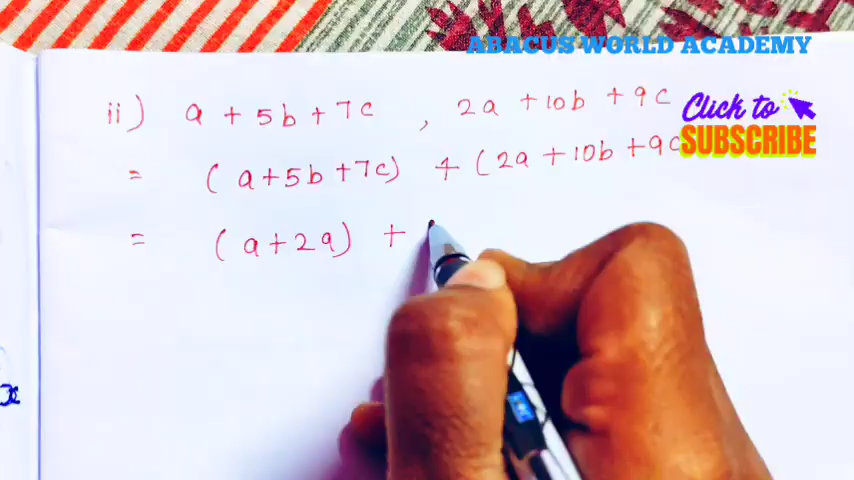 ABACUS WORLD ACADEMY
ii) a + 5b + 7c , 2a + 10b + 9c
Click to
SUBSCRIBE
= (a+5b+7c) + (2a+10b+9c
= (a+2a) +